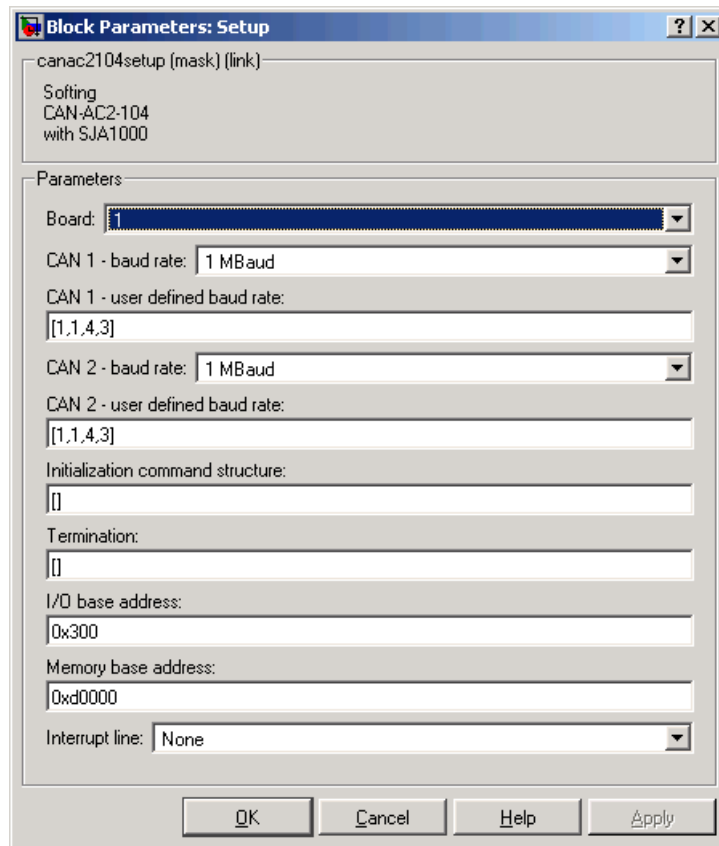 Block Parameters: Setup
canac2104setup (mask) (link)
Softing
CAN-AC2-104
with SJA1000
Parameters
Board: 1
CAN 1 - baud rate: 1 MBaud
CAN 1 - user defined baud rate:
[1,1,4,3]
CAN 2 - baud rate: 1 MBaud
CAN 2 - user defined baud rate:
[1,1,4,3]
Initialization command structure:
[]
Termination:
[]
I/O base address:
0x300
Memory base address:
0xd0000
Interrupt line: None
OK Cancel Help Apply